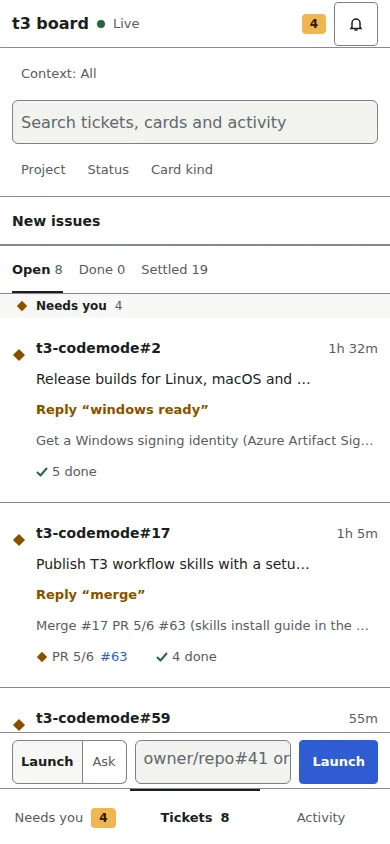 t3 board Live 4
Context: All
Search tickets, cards and activity
Project Status Card kind
New issues
Open 8 Done 0 Settled 19
Needs you 4
t3-codemode#2 1h 32m
Release builds for Linux, macOS and …
Reply “windows ready”
Get a Windows signing identity (Azure Artifact Sig…
5 done
t3-codemode#17 1h 5m
Publish T3 workflow skills with a setu…
Reply “merge”
Merge #17 PR 5/6 #63 (skills install guide in the …
PR 5/6 #63 4 done
t3-codemode#59 55m
Launch Ask owner/repo#41 or Launch
Needs you 4 Tickets 8 Activity